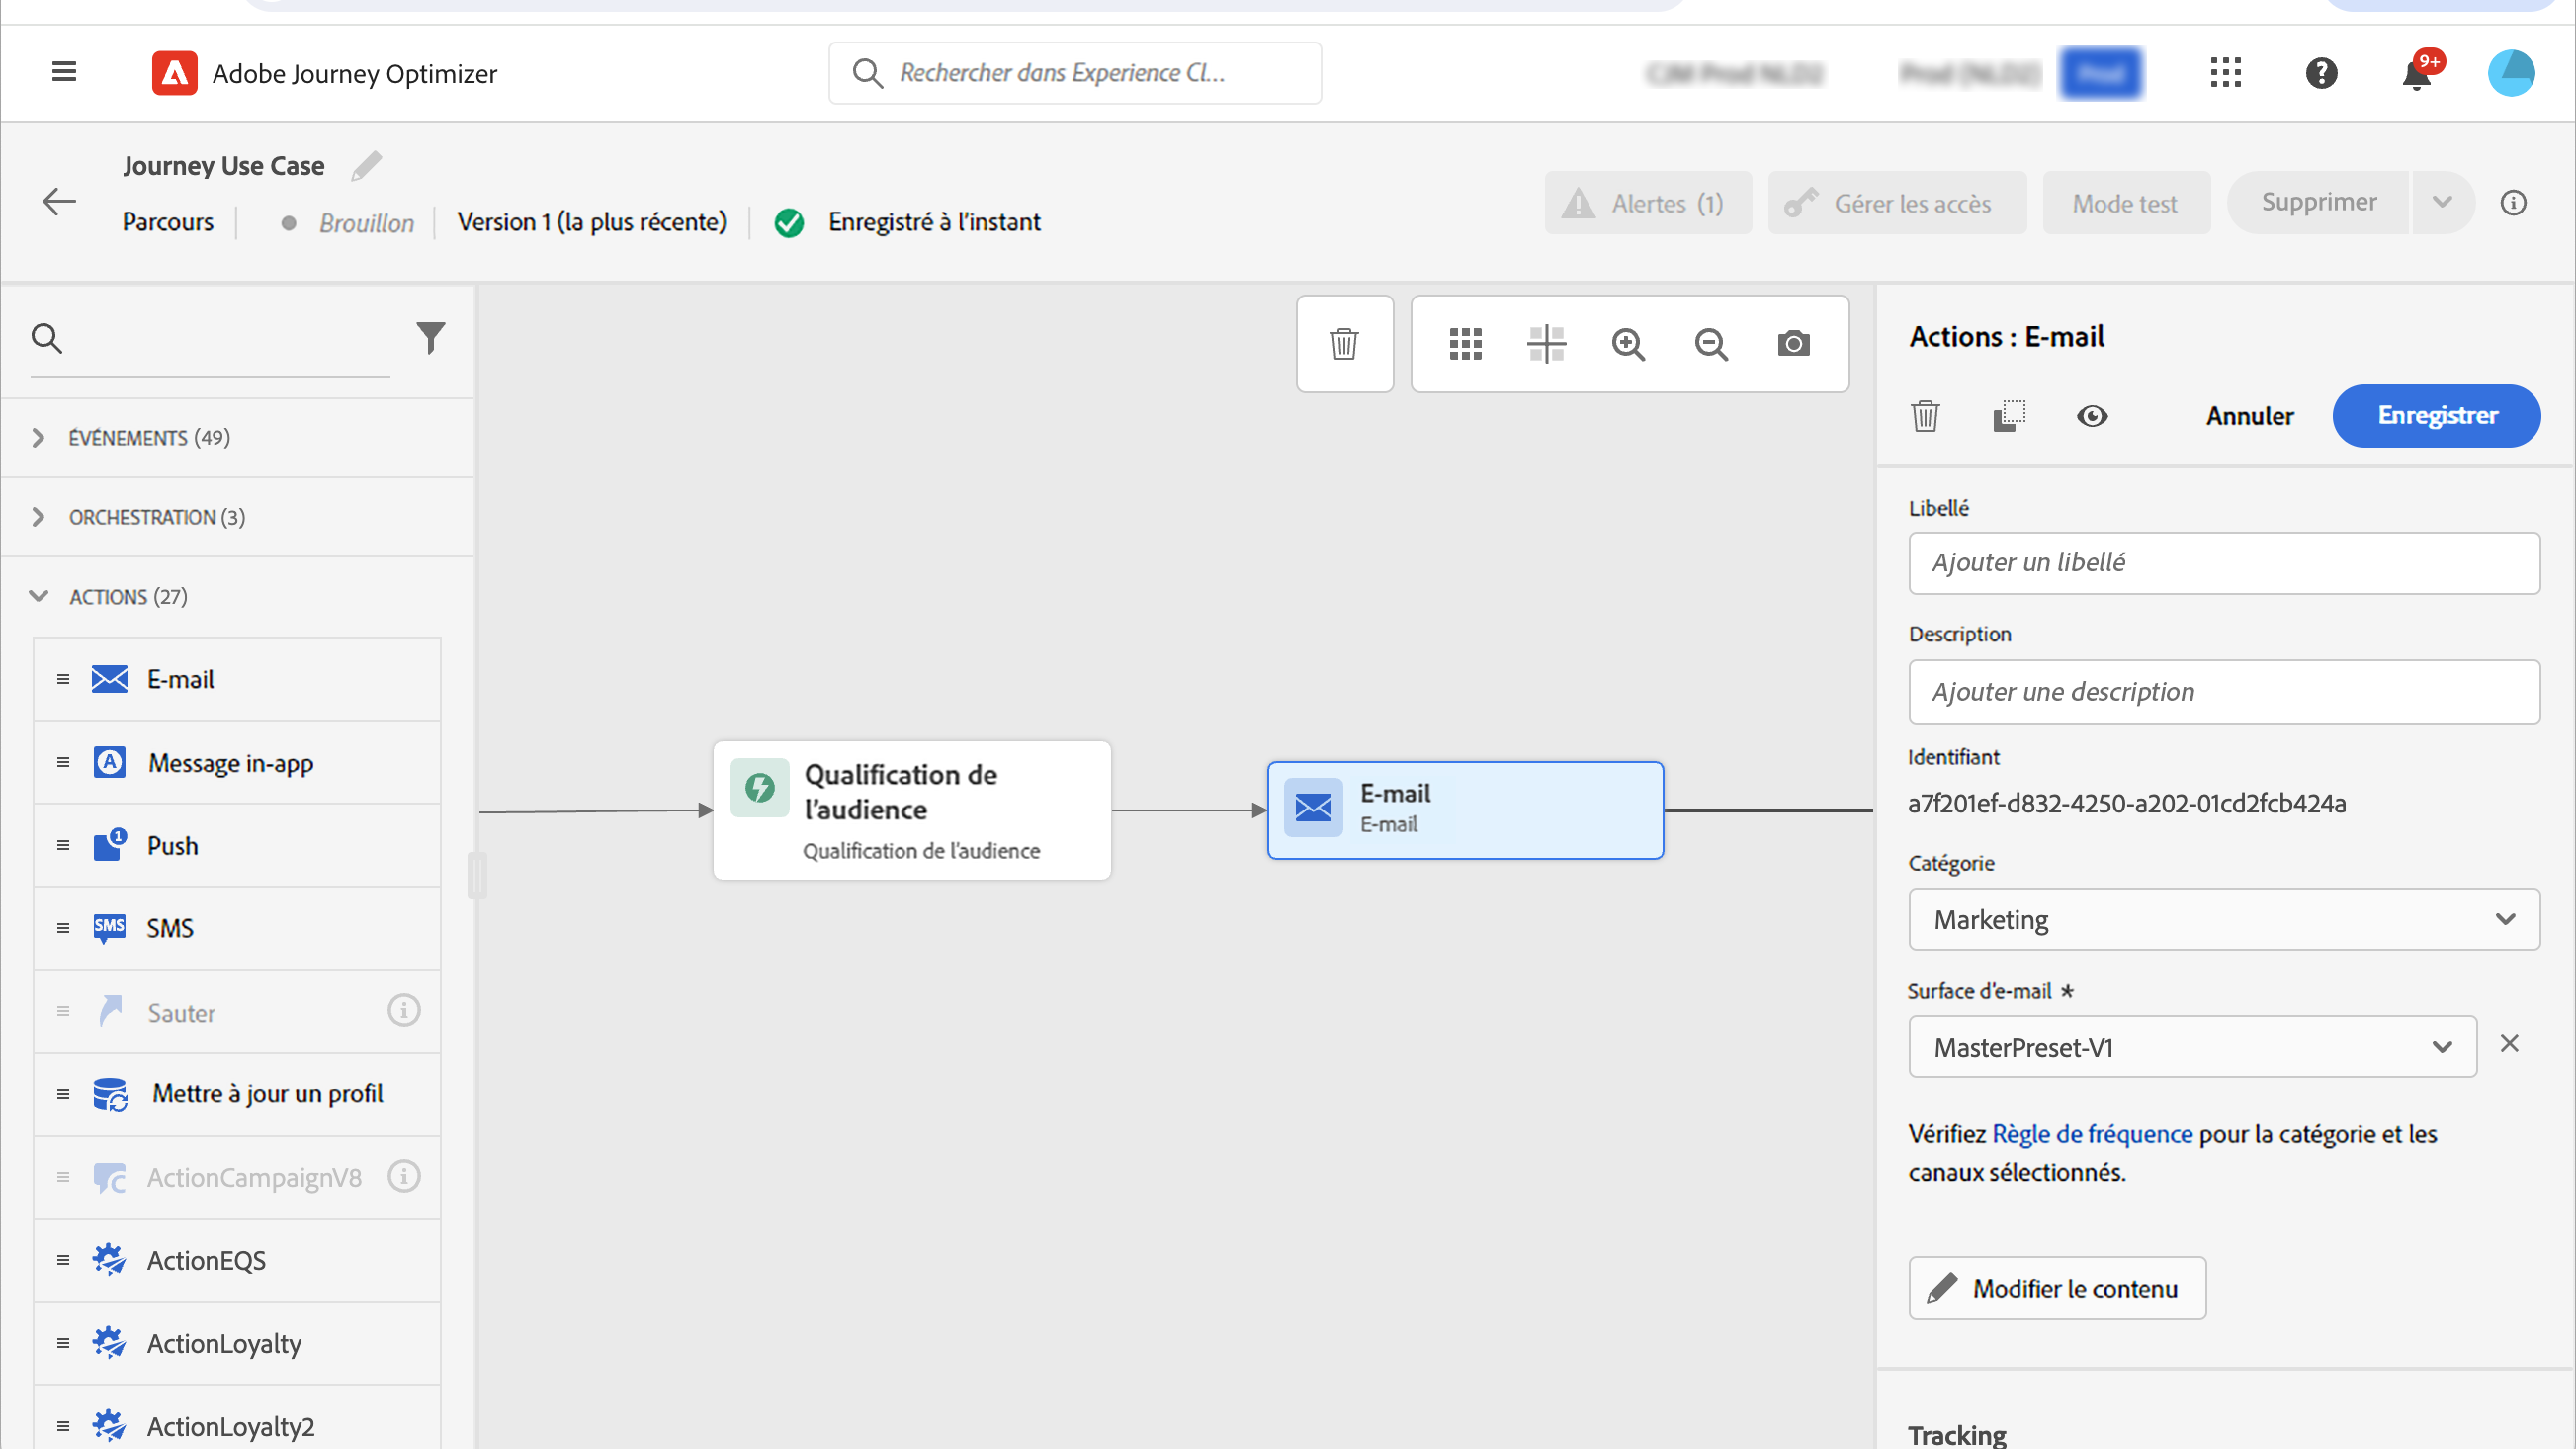 Adobe Journey Optimizer
Rechercher dans Experience Cl...
9+
Journey Use Case
Parcours
Brouillon
Version 1 (la plus récente)
Enregistré à l'instant
Alertes (1)
Gérer les accès
Mode test
Supprimer
ÉVÉNEMENTS (49)
ORCHESTRATION (3)
ACTIONS (27)
E-mail
Message in-app
1
Push
SMS
SMS
Sauter
Mettre à jour un profil
ActionCampaignV8
ActionEQS
ActionLoyalty
ActionLoyalty2
Qualification de
l'audience
Qualification de l'audience
E-mail
E-mail
Actions : E-mail
Annuler
Enregistrer
Libellé
Ajouter un libellé
Description
Ajouter une description
Identifiant
a7f201ef-d832-4250-a202-01cd2fcb424a
Catégorie
Marketing
Surface d'e-mail *
MasterPreset-V1
Vérifiez Règle de fréquence pour la catégorie et les
canaux sélectionnés.
Modifier le contenu
Tracking